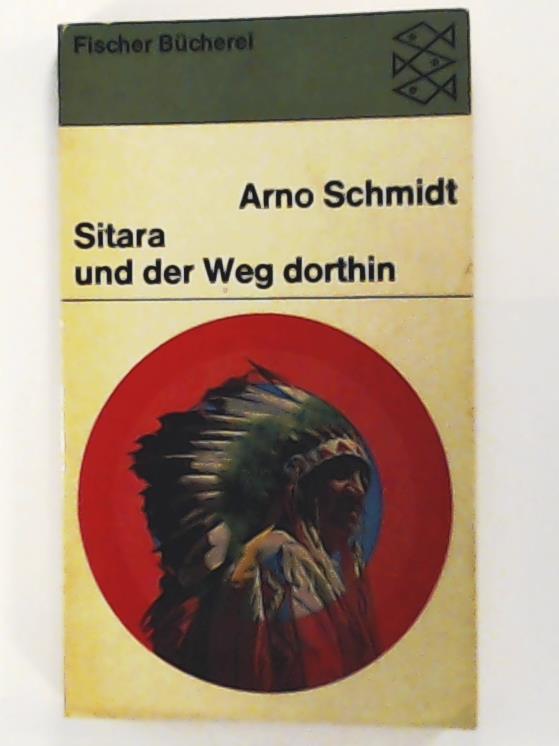 Fischer Bücherei
Arno Schmidt
Sitara
und der Weg dorthin